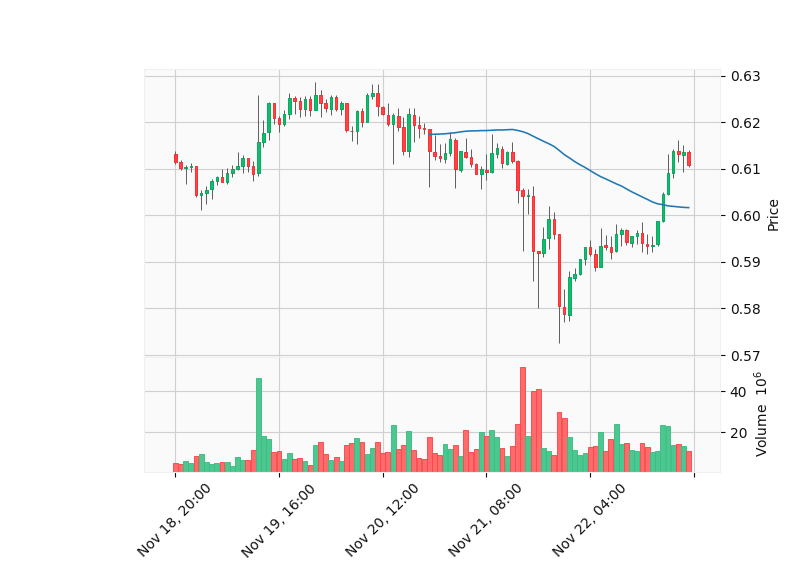 0.63
0.62
0.61
0.60
0.59
0.58
0.57
Price
40
20
Volume 10^6
Nov 18, 20:00
Nov 19, 16:00
Nov 20, 12:00
Nov 21, 08:00
Nov 22, 04:00